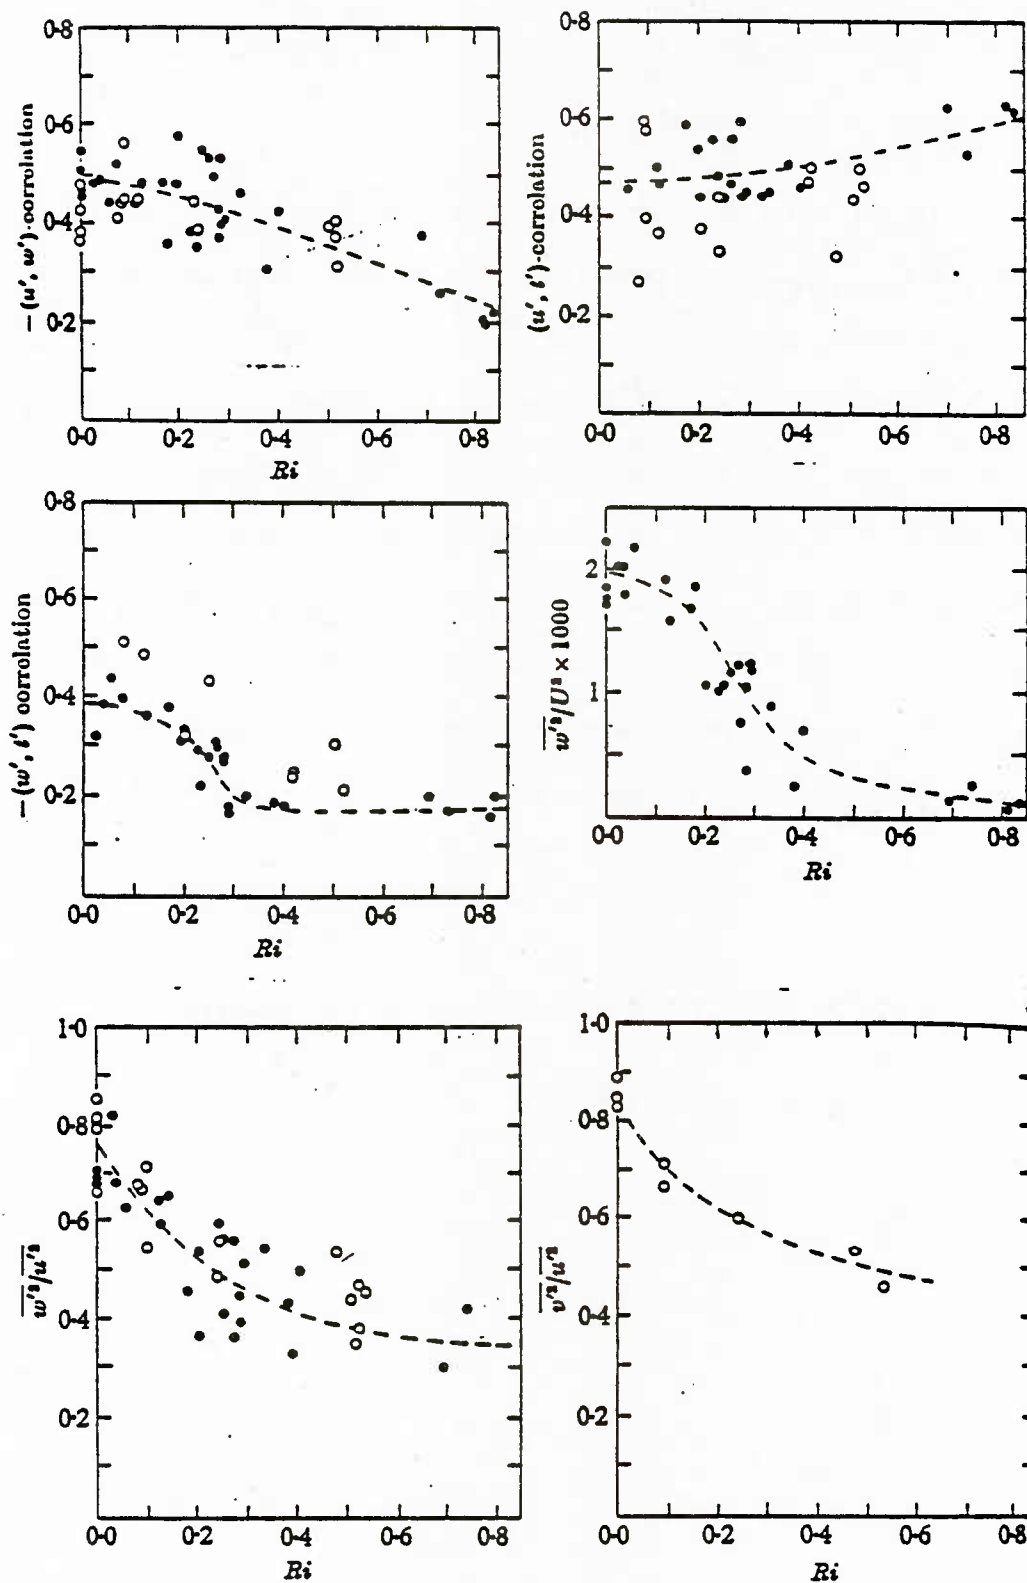 0·8
0·6
0·4
0·2
−(u′, w′)-corrolation
0·0 0·2 0·4 0·6 0·8
Ri
0·8
0·6
0·4
0·2
(u′, t′)-corrolation
0·0 0·2 0·4 0·6 0·8
0·8
0·6
0·4
0·2
−(w′, t′) oorrolation
0·0 0·2 0·4 0·6 0·8
Ri
2
1
w′²/U² × 1000
0·0 0·2 0·4 0·6 0·8
Ri
1·0
0·8
0·6
0·4
0·2
w′²/u′²
0·0 0·2 0·4 0·6 0·8
Ri
1·0
0·8
0·6
0·4
0·2
v′²/u′²
0·0 0·2 0·4 0·6 0·8
Ri